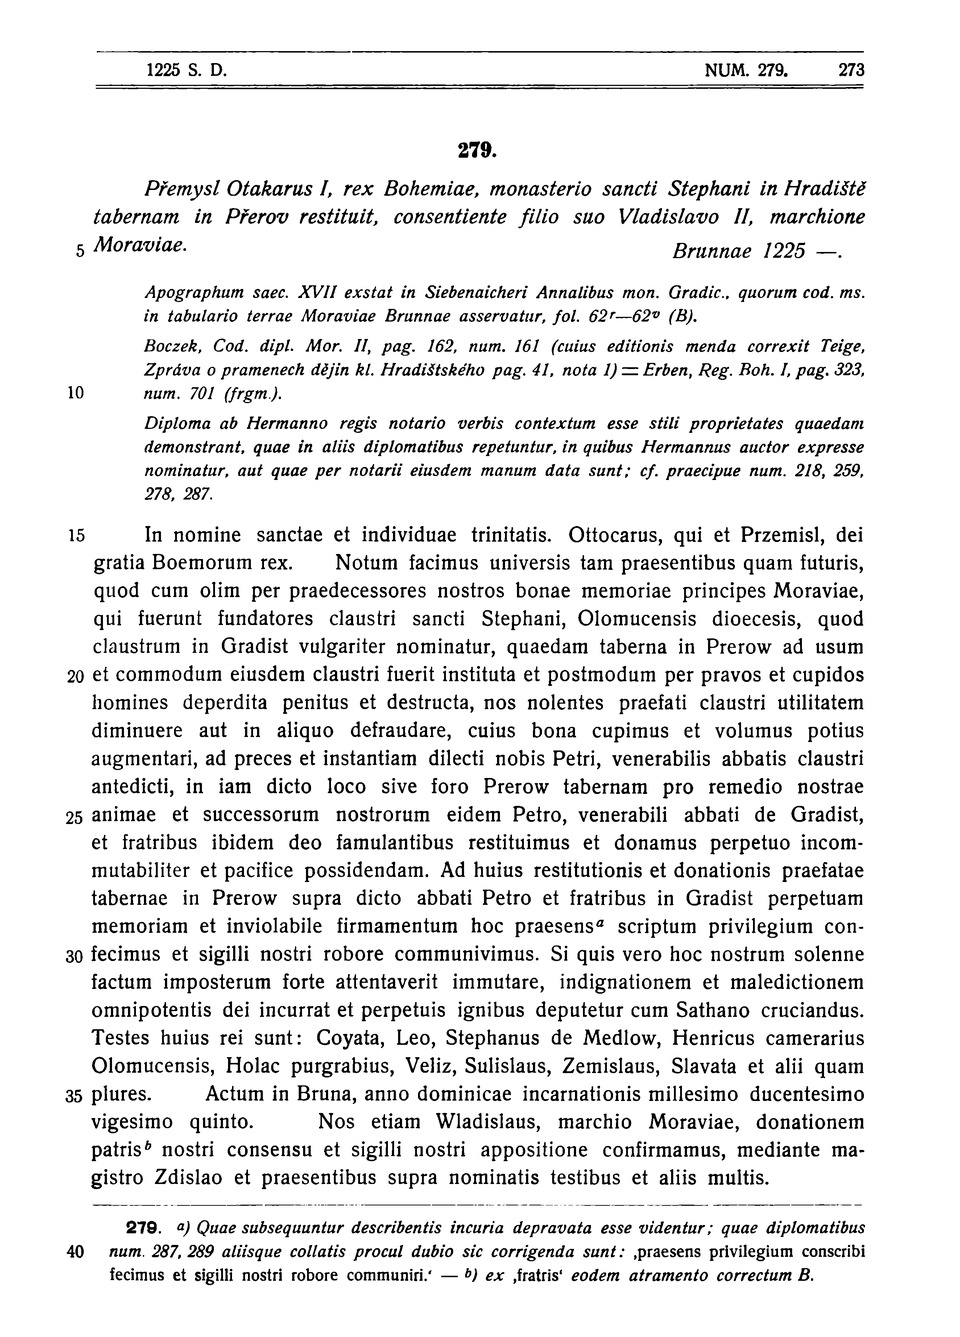 1225 S. D. NUM. 279. 273
279.
Přemysl Otakarus I, rex Bohemiae, monasterio sancti Stephani in Hradiště
tabernam in Přerov restituit, consentiente filio suo Vladislavo II, marchione
5 Moraviae. Brunnae 1225 —.
Apographum saec. XVII exstat in Siebenaicheri Annalibus mon. Gradic., quorum cod. ms.
in tabulario terrae Moraviae Brunnae asservatur, fol. 62r—62v (B).
Boczek, Cod. dipl. Mor. II, pag. 162, num. 161 (cuius editionis menda correxit Teige,
Zpráva o pramenech dějin kl. Hradištského pag. 41, nota 1) = Erben, Reg. Boh. I, pag. 323,
10 num. 701 (frgm.).
Diploma ab Hermanno regis notario verbis contextum esse stili proprietates quaedam
demonstrant, quae in aliis diplomatibus repetuntur, in quibus Hermannus auctor expresse
nominatur, aut quae per notarii eiusdem manum data sunt; cf. praecipue num. 218, 259,
278, 287.
15 In nomine sanctae et individuae trinitatis. Ottocarus, qui et Przemisl, dei
gratia Boemorum rex. Notum facimus universis tam praesentibus quam futuris,
quod cum olim per praedecessores nostros bonae memoriae principes Moraviae,
qui fuerunt fundatores claustri sancti Stephani, Olomucensis dioecesis, quod
claustrum in Gradist vulgariter nominatur, quaedam taberna in Prerow ad usum
20 et commodum eiusdem claustri fuerit instituta et postmodum per pravos et cupidos
homines deperdita penitus et destructa, nos nolentes praefati claustri utilitatem
diminuere aut in aliquo defraudare, cuius bona cupimus et volumus potius
augmentari, ad preces et instantiam dilecti nobis Petri, venerabilis abbatis claustri
antedicti, in iam dicto loco sive foro Prerow tabernam pro remedio nostrae
25 animae et successorum nostrorum eidem Petro, venerabili abbati de Gradist,
et fratribus ibidem deo famulantibus restituimus et donamus perpetuo incom-
mutabiliter et pacifice possidendam. Ad huius restitutionis et donationis praefatae
tabernae in Prerow supra dicto abbati Petro et fratribus in Gradist perpetuam
memoriam et inviolabile firmamentum hoc praesens a scriptum privilegium con-
30 fecimus et sigilli nostri robore communivimus. Si quis vero hoc nostrum solenne
factum imposterum forte attentaverit immutare, indignationem et maledictionem
omnipotentis dei incurrat et perpetuis ignibus deputetur cum Sathano cruciandus.
Testes huius rei sunt: Coyata, Leo, Stephanus de Medlow, Henricus camerarius
Olomucensis, Holac purgrabius, Veliz, Sulislaus, Zemislaus, Slavata et alii quam
35 plures. Actum in Bruna, anno dominicae incarnationis millesimo ducentesimo
vigesimo quinto. Nos etiam Wladislaus, marchio Moraviae, donationem
patris b nostri consensu et sigilli nostri appositione confirmamus, mediante ma-
gistro Zdislao et praesentibus supra nominatis testibus et aliis multis.
279. a) Quae subsequuntur describentis incuria depravata esse videntur; quae diplomatibus
40 num. 287, 289 aliisque collatis procul dubio sic corrigenda sunt: ‚praesens privilegium conscribi
fecimus et sigilli nostri robore communiri.‘ — b) ex ‚fratris‘ eodem atramento correctum B.